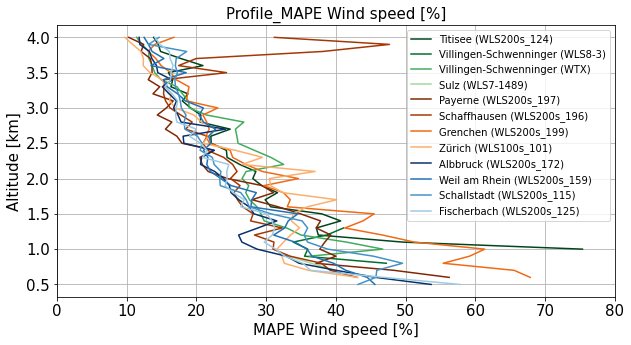 Profile_MAPE Wind speed [%]
Altitude [km]
4.0
3.5
3.0
2.5
2.0
1.5
1.0
0.5
Titisee (WLS200s_124)
Villingen-Schwenninger (WLS8-3)
Villingen-Schwenninger (WTX)
Sulz (WLS7-1489)
Payerne (WLS200s_197)
Schaffhausen (WLS200s_196)
Grenchen (WLS200s_199)
Zürich (WLS100s_101)
Albbruck (WLS200s_172)
Weil am Rhein (WLS200s_159)
Schallstadt (WLS200s_115)
Fischerbach (WLS200s_125)
0 10 20 30 40 50 60 70 80
MAPE Wind speed [%]